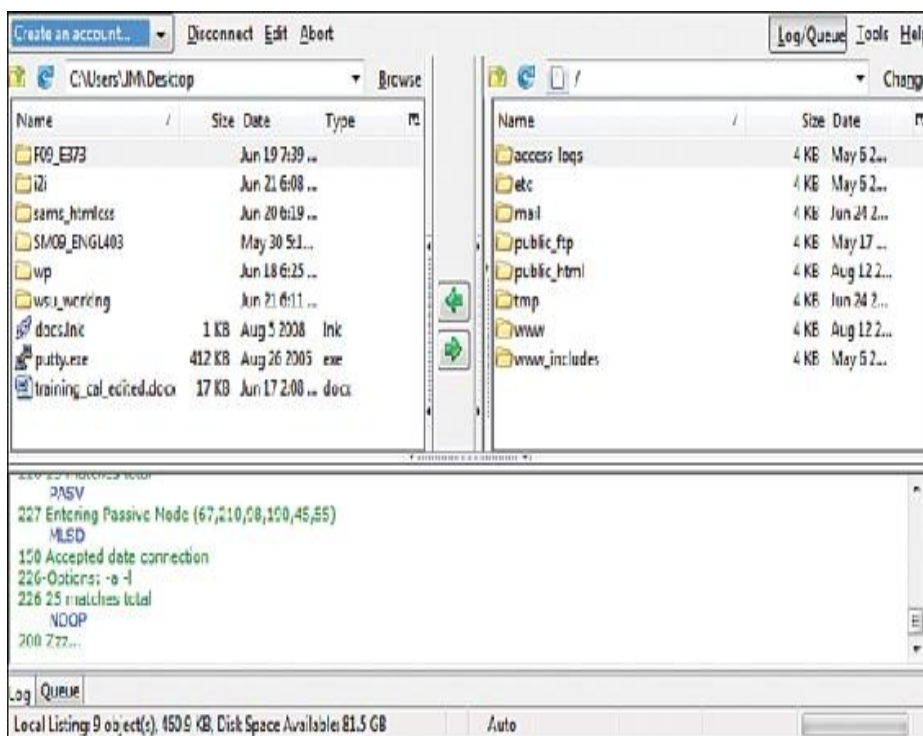 Create an account... Disconnect Edit Abort Log/Queue Tools Help
C:\Users\JM\Desktop Browse / Chang
Name / Size Date Type Name / Size Date
F09_E373 Jun 19 7:39 ... access logs 4 KB May 6 2...
i2i Jun 21 6:08 ... etc 4 KB May 6 2...
sams_htmlcss Jun 20 6:19 ... mail 4 KB Jun 24 2...
SM09_ENGL403 May 30 5:1... public_ftp 4 KB May 17 ...
wp Jun 18 6:25 ... public_html 4 KB Aug 12 2...
wsu_working Jun 21 6:11 ... tmp 4 KB Jun 24 2...
docs.lnk 1 KB Aug 5 2008 lnk www 4 KB Aug 12 2...
putty.exe 412 KB Aug 26 2005 exe www_includes 4 KB May 6 2...
training_cal_edited.docx 17 KB Jun 17 2:08 ... docx
PASV
227 Entering Passive Mode (67,210,98,190,45,55)
MLSD
150 Accepted data connection
226-Options: -a -l
226 25 matches total
NOOP
200 Zzz...
Log Queue
Local Listing: 9 object(s), 450.9 KB, Disk Space Available: 81.5 GB Auto